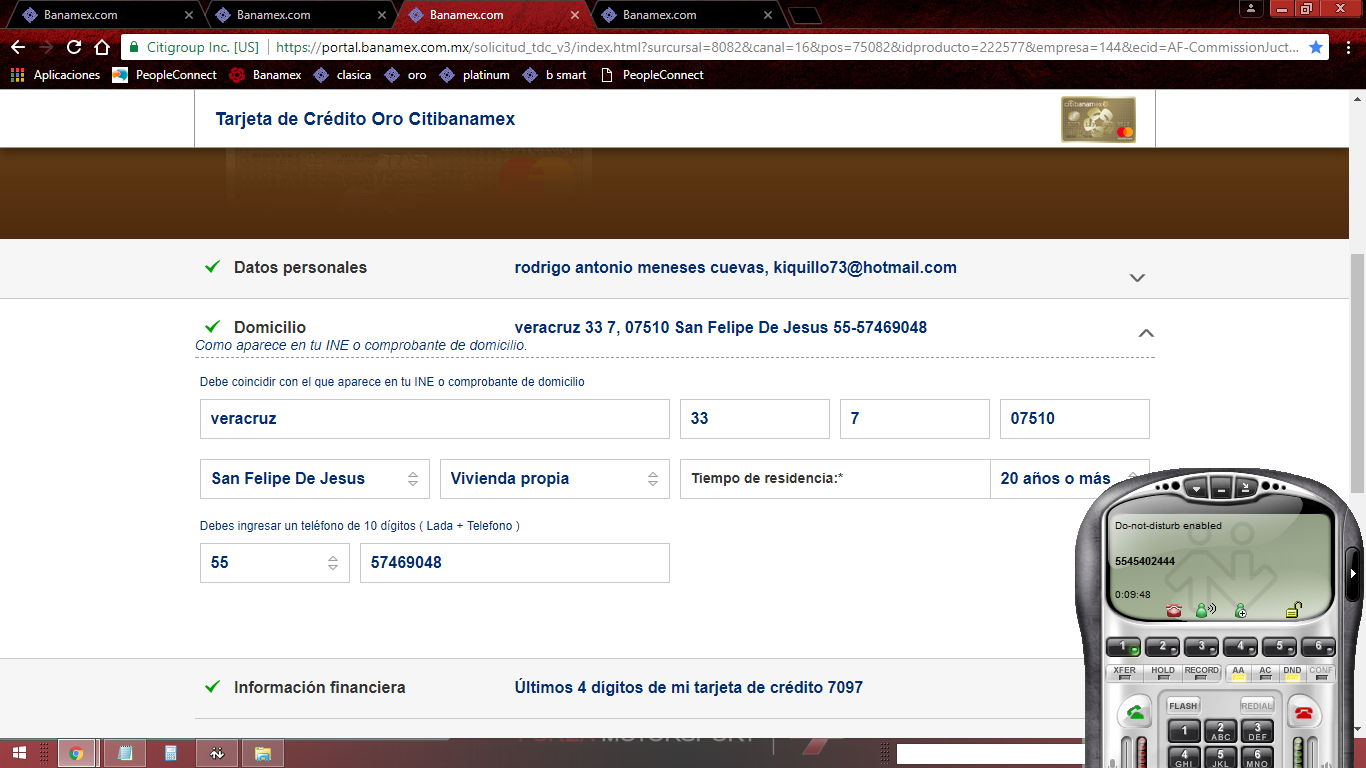 Banamex.com
Banamex.com
Banamex.com
Banamex.com
Citigroup Inc. [US] https://portal.banamex.com.mx/solicitud_tdc_v3/index.html?surcursal=8082&canal=16&pos=75082&idproducto=222577&empresa=144&ecid=AF-CommissionJuct...
Aplicaciones PeopleConnect Banamex clasica oro platinum b smart PeopleConnect
Tarjeta de Crédito Oro Citibanamex
citibanamex
Datos personales rodrigo antonio meneses cuevas, kiquillo73@hotmail.com
Domicilio veracruz 33 7, 07510 San Felipe De Jesus 55-57469048
Como aparece en tu INE o comprobante de domicilio.
Debe coincidir con el que aparece en tu INE o comprobante de domicilio
veracruz 33 7 07510
San Felipe De Jesus Vivienda propia Tiempo de residencia:* 20 años o más
Debes ingresar un teléfono de 10 dígitos ( Lada + Telefono )
55 57469048
Información financiera Últimos 4 dígitos de mi tarjeta de crédito 7097
Do-not-disturb enabled
5545402444
0:09:48
1 2 3 4 5 6
XFER HOLD RECORD AA AC DND CONF
FLASH REDIAL
1 2 ABC 3 DEF
4 GHI 5 JKL 6 MNO
MOTORSPORT